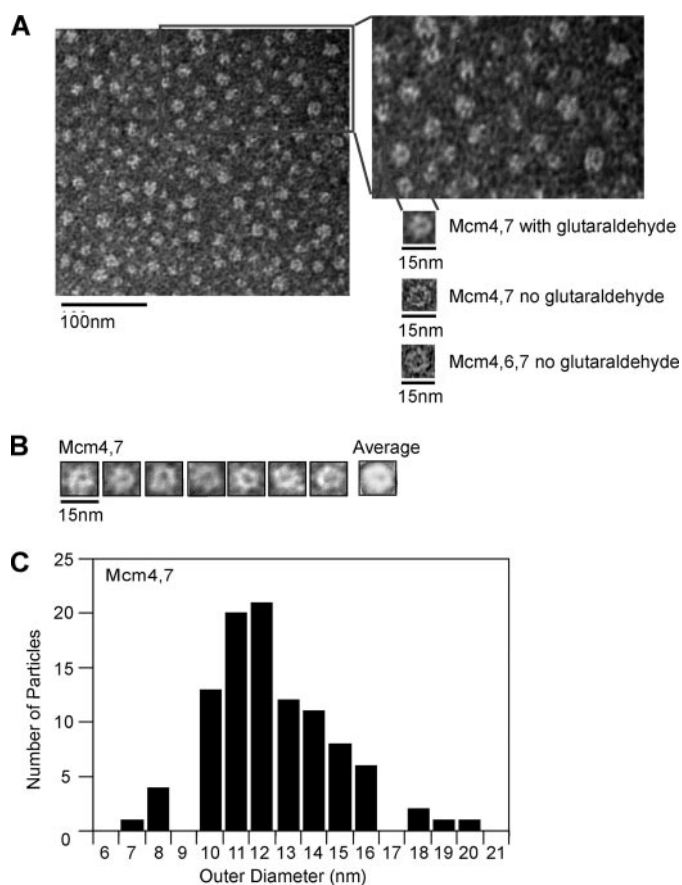 A
100nm
Mcm4,7 with glutaraldehyde
15nm
Mcm4,7 no glutaraldehyde
15nm
Mcm4,6,7 no glutaraldehyde
15nm
B
Mcm4,7
Average
15nm
C
Mcm4,7
Number of Particles
25
20
15
10
5
0
6 7 8 9 10 11 12 13 14 15 16 17 18 19 20 21
Outer Diameter (nm)